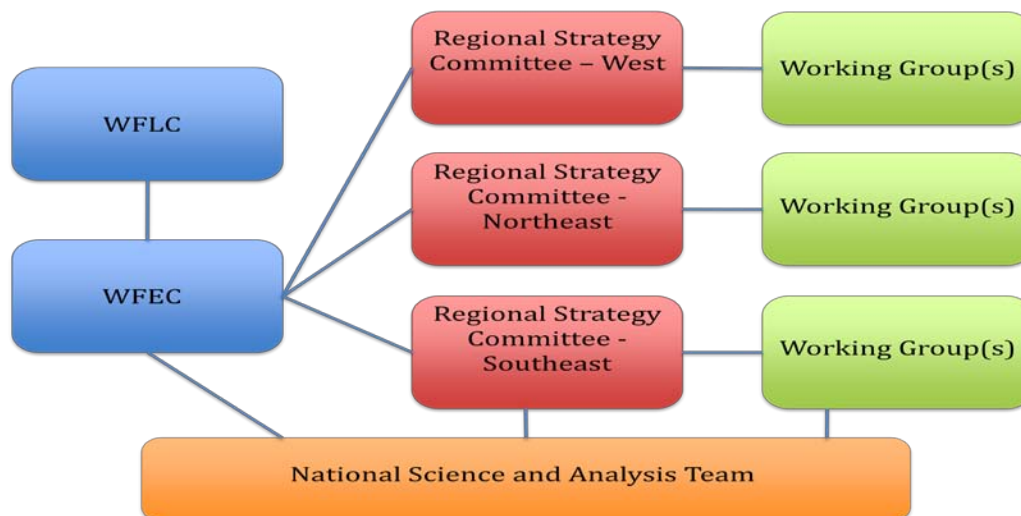 WFLC
WFEC
Regional Strategy
Committee – West
Working Group(s)
Regional Strategy
Committee -
Northeast
Working Group(s)
Regional Strategy
Committee -
Southeast
Working Group(s)
National Science and Analysis Team